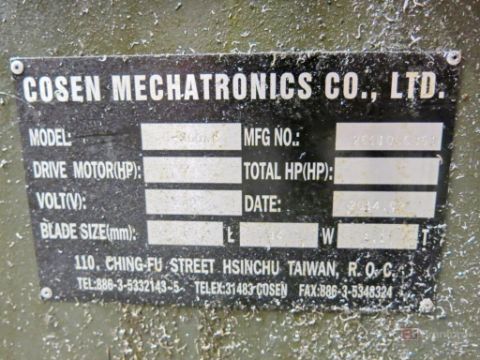 COSEN MECHATRONICS CO., LTD.
MODEL: MFG NO.:
DRIVE MOTOR(HP): TOTAL HP(HP):
VOLT(V): DATE:
BLADE SIZE(mm): L W T
110, CHING-FU STREET HSINCHU TAIWAN, R.O.C.
TEL:886-3-5332143~5 TELEX:31483 COSEN FAX:886-3-5348324